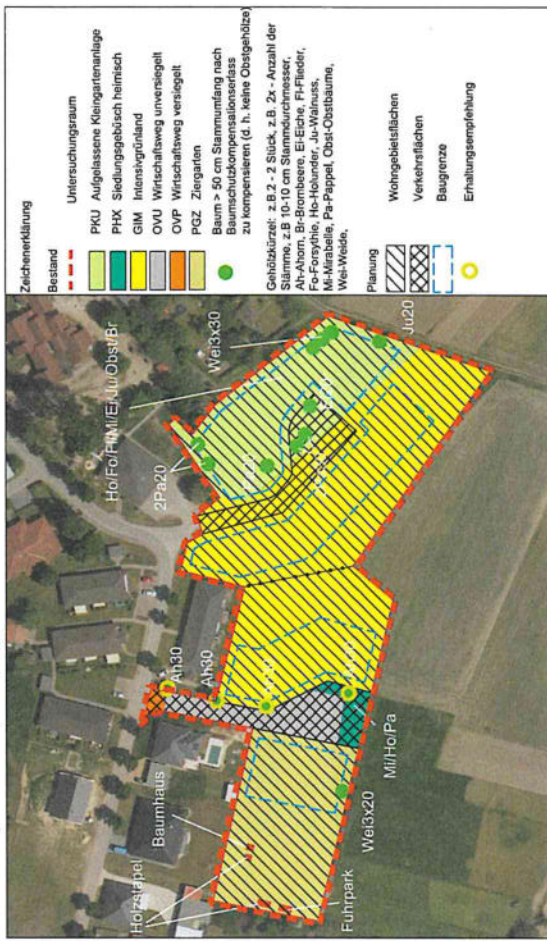 Zeichenerklärung
Bestand
Untersuchungsraum
PKU Aufgelassene Kleingartenanlage
PHX Siedlungsgebüsch heimisch
GIM Intensivgrünland
OVU Wirtschaftsweg unversiegelt
OVP Wirtschaftsweg versiegelt
PGZ Ziergarten
Baum > 50 cm Stammumfang nach
Baumschutzkompensationserlass
zu kompensieren (d. h. keine Obstgehölze)
Gehölzkürzel: z.B.2 - 2 Stück, z.B. 2x - Anzahl der
Stämme, z.B 10-10 cm Stammdurchmesser,
Ah-Ahorn, Br-Brombeere, Ei-Eiche, Fl-Flieder,
Fo-Forsythie, Ho-Holunder, Ju-Walnuss,
Mi-Mirabelle, Pa-Pappel, Obst-Obstbäume,
Wei-Weide,
Planung
Wohngebietsflächen
Verkehrsflächen
Baugrenze
Erhaltungsempfehlung
Holzstapel
Baumhaus
Fuhrpark
Wei3x20
Mi/Ho/Pa
Ah30
Ah30
2Pa20
Ho/Fo/Fl/Mi/Ei/Ju/Obst/Br
Wei3x30
Ju20